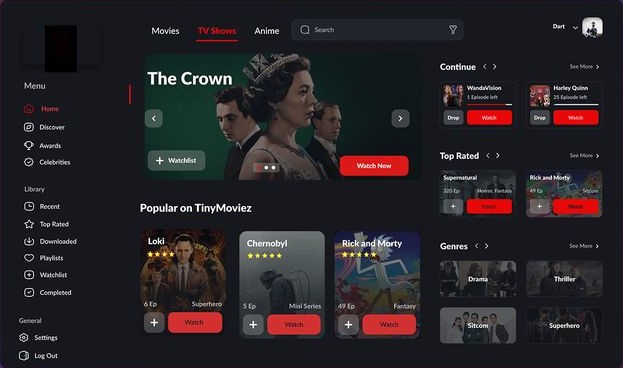 Movies
TV Shows
Anime
Search
Dart
Menu
Home
Discover
Awards
Celebrities
Library
Recent
Top Rated
Downloaded
Playlists
Watchlist
Completed
General
Settings
Log Out
The Crown
+ Watchlist
Watch Now
Popular on TinyMoviez
Loki
6 Ep Superhero
+ Watch
Chernobyl
5 Ep Mini Series
+ Watch
Rick and Morty
49 Ep Fantasy
+ Watch
Continue < > See More >
WandaVision
1 Episode left
Drop Watch
Harley Quinn
25 Episode left
Drop Watch
Top Rated < > See More >
Supernatural
320 Ep Horror, Fantasy
+ Watch
Rick and Morty
49 Ep Sitcom
+ Watch
Genres < > See More >
Drama
Thriller
Sitcom
Superhero